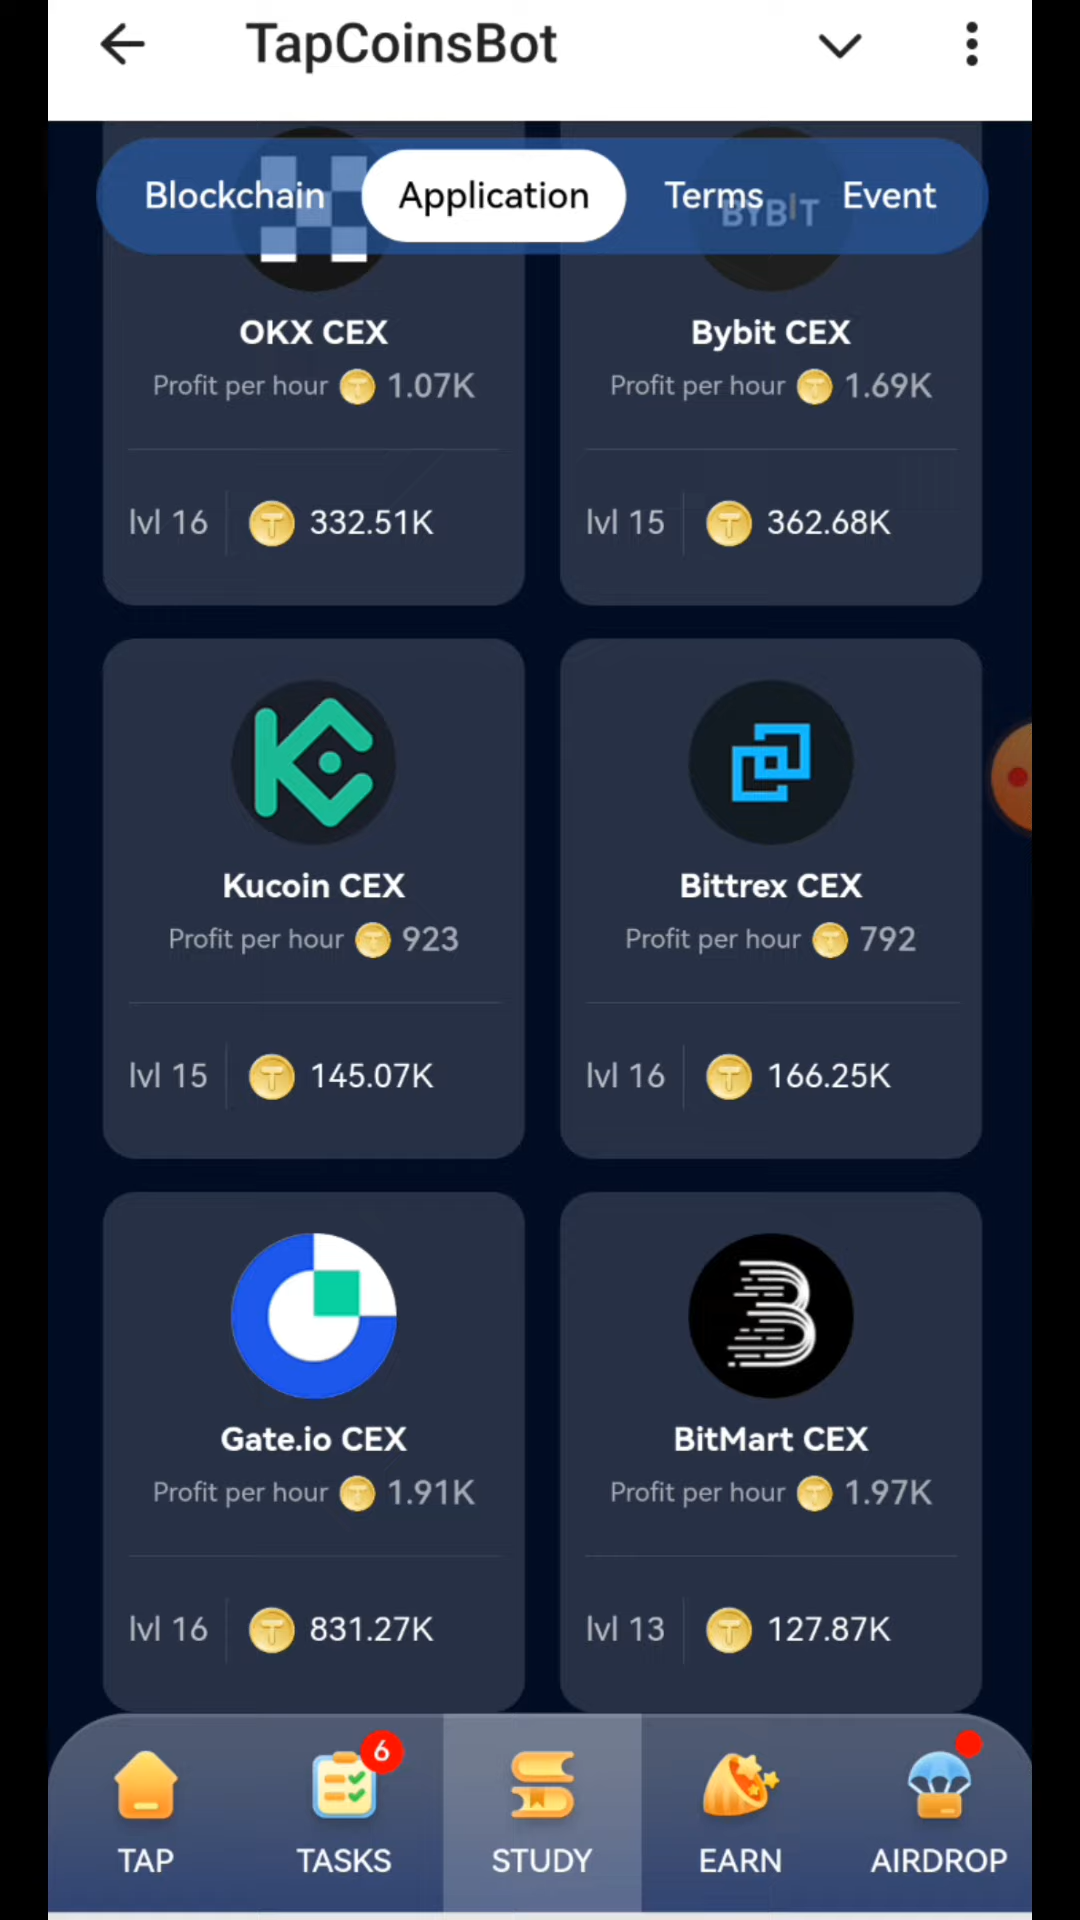 TapCoinsBot
Blockchain Application Terms Event
BYBIT
OKX CEX
Profit per hour 1.07K
lvl 16 332.51K
Bybit CEX
Profit per hour 1.69K
lvl 15 362.68K
Kucoin CEX
Profit per hour 923
lvl 15 145.07K
Bittrex CEX
Profit per hour 792
lvl 16 166.25K
Gate.io CEX
Profit per hour 1.91K
lvl 16 831.27K
BitMart CEX
Profit per hour 1.97K
lvl 13 127.87K
6
TAP TASKS STUDY EARN AIRDROP